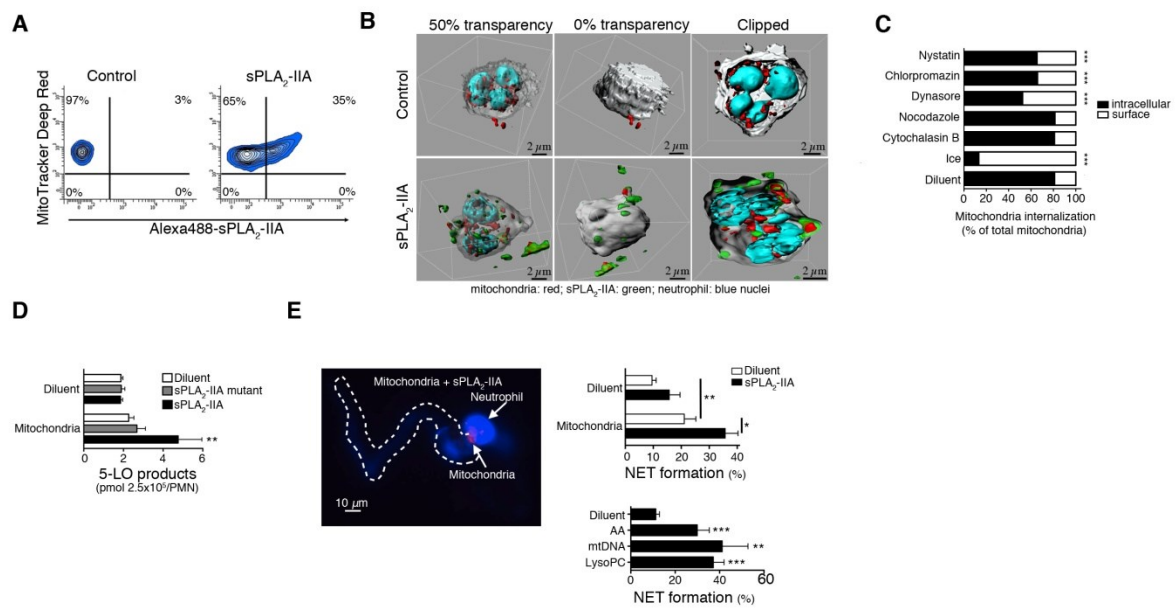 A
Control
sPLA₂-IIA
MitoTracker Deep Red
97%
3%
0%
0%
65%
35%
0%
0%
Alexa488-sPLA₂-IIA
B
50% transparency
0% transparency
Clipped
Control
2 µm
2 µm
2 µm
sPLA₂-IIA
2 µm
2 µm
2 µm
mitochondria: red; sPLA₂-IIA: green; neutrophil: blue nuclei
C
Nystatin
Chlorpromazin
Dynasore
Nocodazole
Cytochalasin B
Ice
Diluent
***
***
***
***
intracellular
surface
0 20 40 60 80 100
Mitochondria internalization
(% of total mitochondria)
D
Diluent
Mitochondria
Diluent
sPLA₂-IIA mutant
sPLA₂-IIA
**
0 2 4 6
5-LO products
(pmol 2.5x10⁵/PMN)
E
Mitochondria + sPLA₂-IIA
Neutrophil
Mitochondria
10 µm
Diluent
sPLA₂-IIA
Diluent
Mitochondria
**
*
0 10 20 30 40
NET formation (%)
Diluent
AA ***
mtDNA **
LysoPC ***
0 20 40 60
NET formation (%)